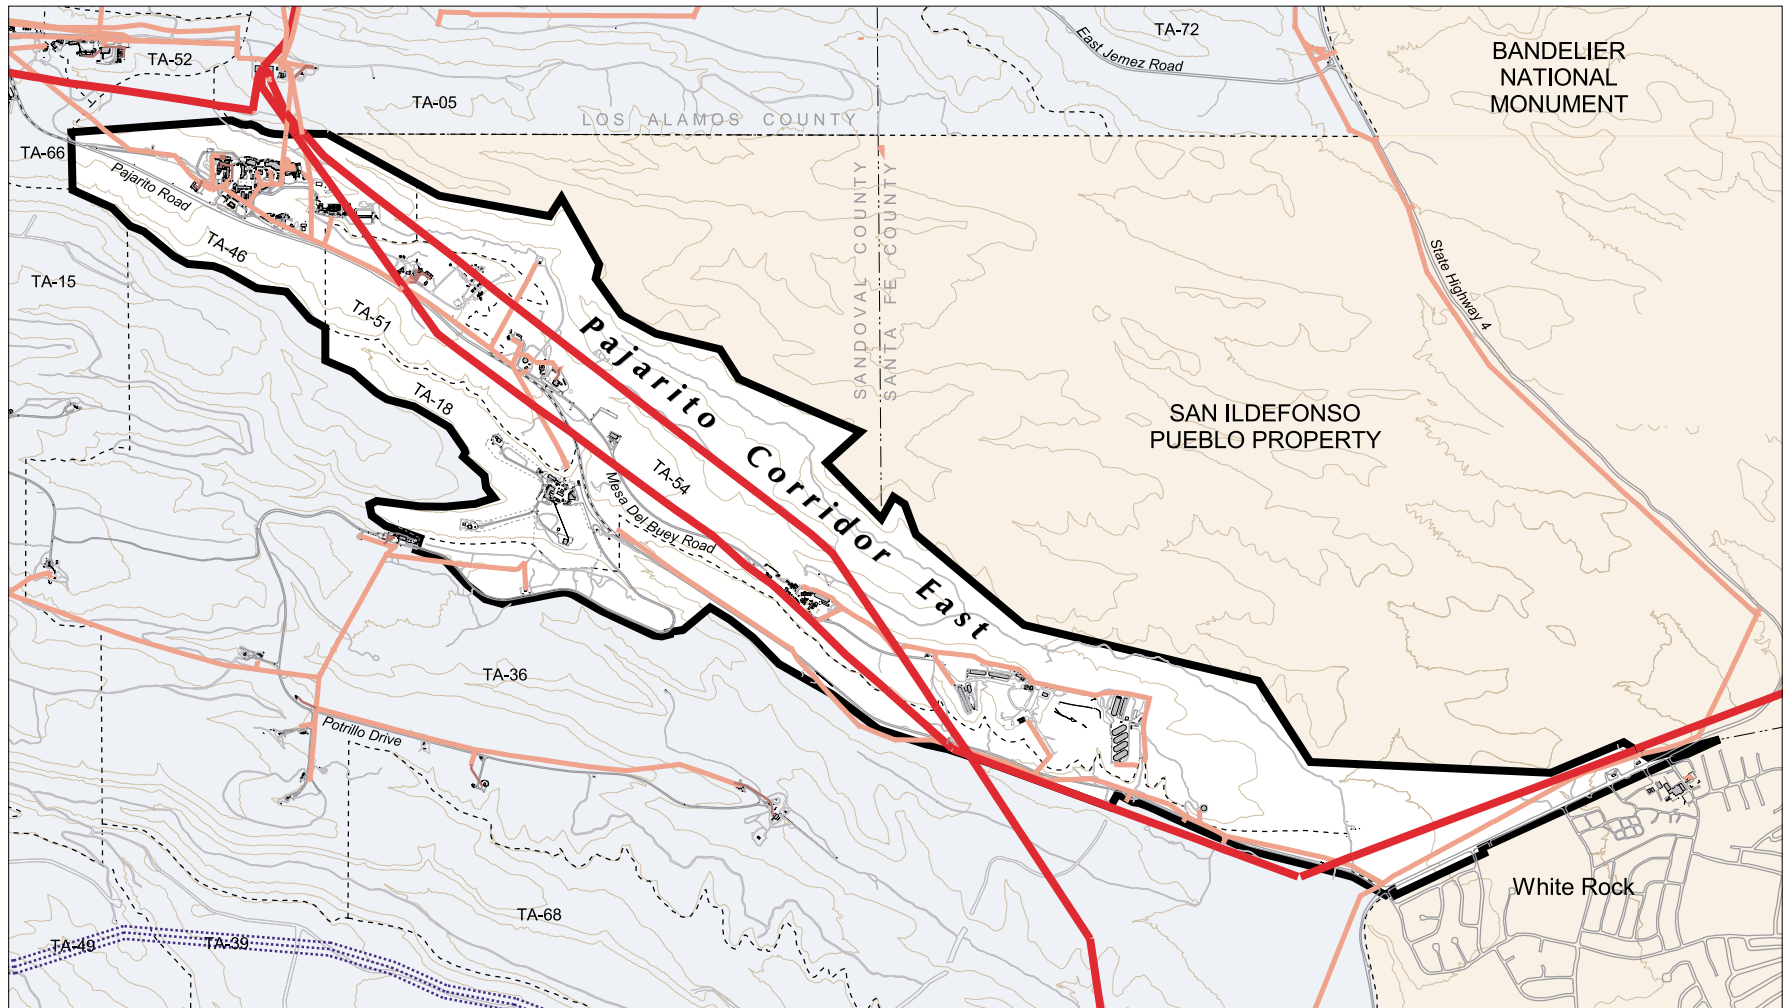 TA-72
East Jemez Road
BANDELIER
NATIONAL
MONUMENT
TA-52
TA-05
LOS ALAMOS COUNTY
TA-66
Pajarito Road
SANDOVAL COUNTY
SANTA FE COUNTY
TA-46
TA-15
State Highway 4
TA-51
Pajarito Corridor East
TA-18
SAN ILDEFONSO
PUEBLO PROPERTY
TA-54
Mesa Del Buey Road
TA-36
Potrillo Drive
White Rock
TA-68
TA-49
TA-39